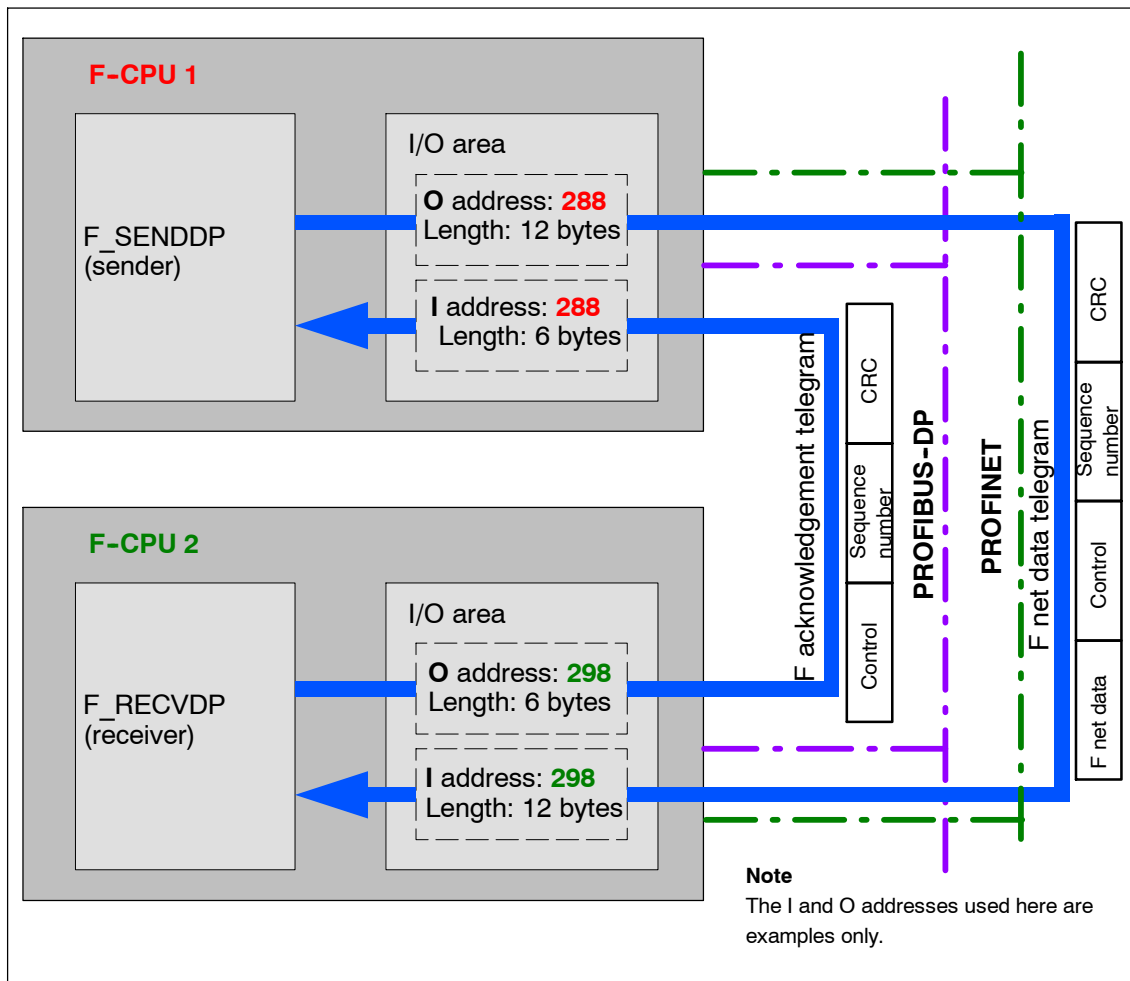 F-CPU 1
F_SENDDP
(sender)
I/O area
O address: 288
Length: 12 bytes
I address: 288
Length: 6 bytes
F-CPU 2
F_RECVDP
(receiver)
I/O area
O address: 298
Length: 6 bytes
I address: 298
Length: 12 bytes
F acknowledgement telegram
CRC
Sequence
number
Control
PROFIBUS-DP
PROFINET
F net data telegram
CRC
Sequence
number
Control
F net data
Note
The I and O addresses used here are
examples only.